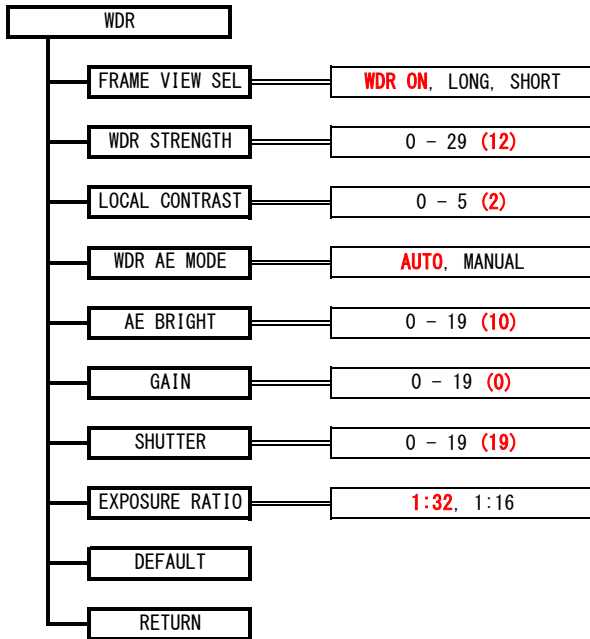 WDR
FRAME VIEW SEL WDR ON, LONG, SHORT
WDR STRENGTH 0 – 29 (12)
LOCAL CONTRAST 0 – 5 (2)
WDR AE MODE AUTO, MANUAL
AE BRIGHT 0 – 19 (10)
GAIN 0 – 19 (0)
SHUTTER 0 – 19 (19)
EXPOSURE RATIO 1:32, 1:16
DEFAULT
RETURN